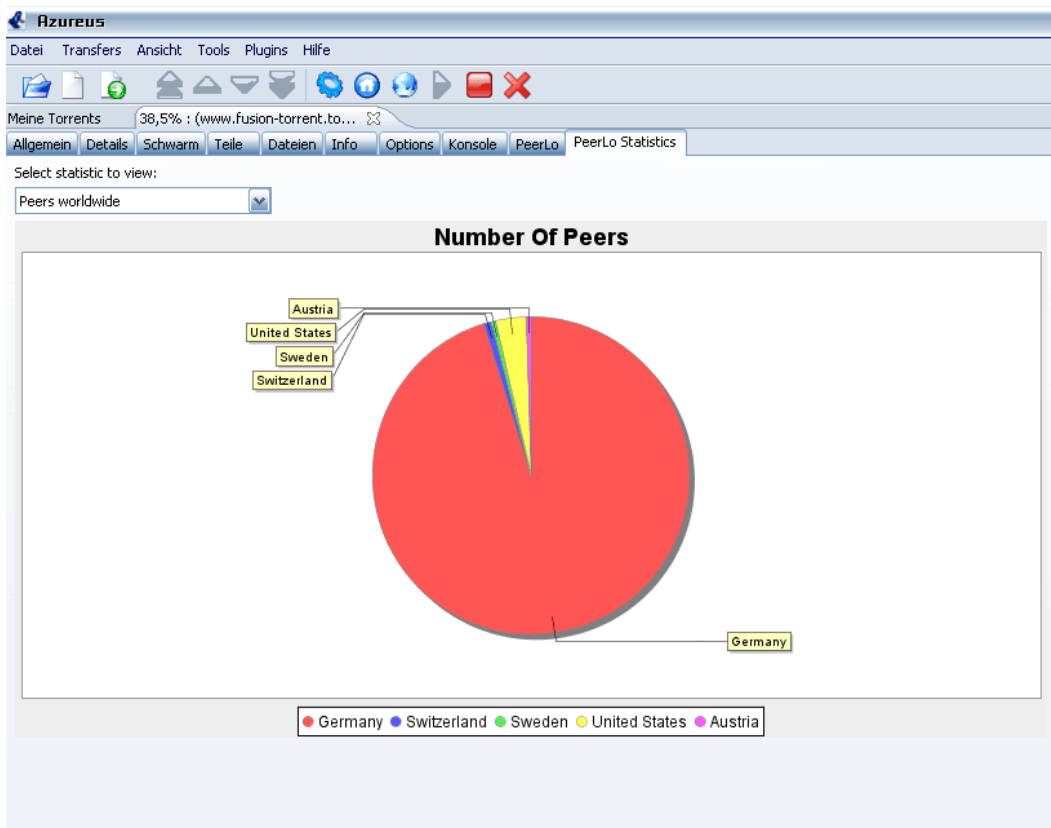 Azureus
Datei Transfers Ansicht Tools Plugins Hilfe
Meine Torrents 38,5% : (www.fusion-torrent.to...
Allgemein Details Schwarm Teile Dateien Info Options Konsole PeerLo PeerLo Statistics
Select statistic to view:
Peers worldwide
Number Of Peers
Austria
United States
Sweden
Switzerland
Germany
Germany Switzerland Sweden United States Austria